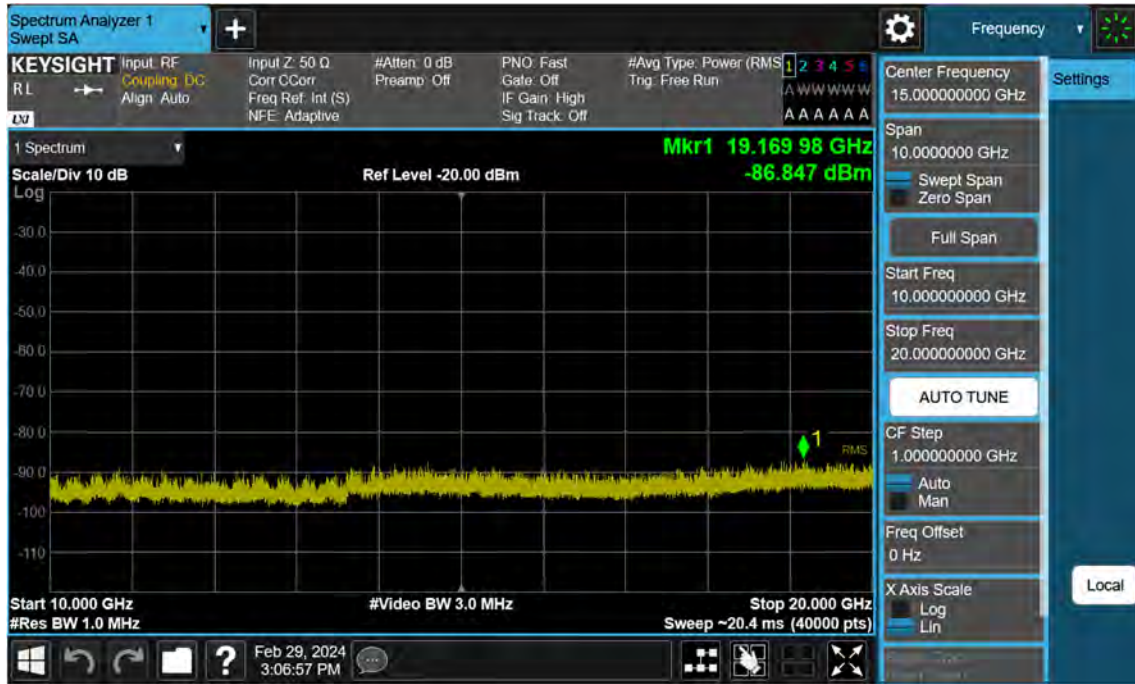 Spectrum Analyzer 1
Swept SA
+
Frequency
KEYSIGHT
RL
LXI
Input: RF
Coupling: DC
Align: Auto
Input Z: 50 Ω
Corr CCorr
Freq Ref: Int (S)
NFE: Adaptive
#Atten: 0 dB
Preamp: Off
PNO: Fast
Gate: Off
IF Gain: High
Sig Track: Off
#Avg Type: Power (RMS
Trig: Free Run
1 2 3 4 5 6
A W W W W W
A A A A A A
1 Spectrum
Mkr1 19.169 98 GHz
-86.847 dBm
Scale/Div 10 dB
Ref Level -20.00 dBm
Log
-30.0
-40.0
-50.0
-60.0
-70.0
-80.0
-90.0
-100
-110
1
RMS
Start 10.000 GHz
#Video BW 3.0 MHz
Stop 20.000 GHz
#Res BW 1.0 MHz
Sweep ~20.4 ms (40000 pts)
?
Feb 29, 2024
3:06:57 PM
Center Frequency
15.000000000 GHz
Settings
Span
10.0000000 GHz
Swept Span
Zero Span
Full Span
Start Freq
10.000000000 GHz
Stop Freq
20.000000000 GHz
AUTO TUNE
CF Step
1.000000000 GHz
Auto
Man
Freq Offset
0 Hz
X Axis Scale
Log
Lin
Local